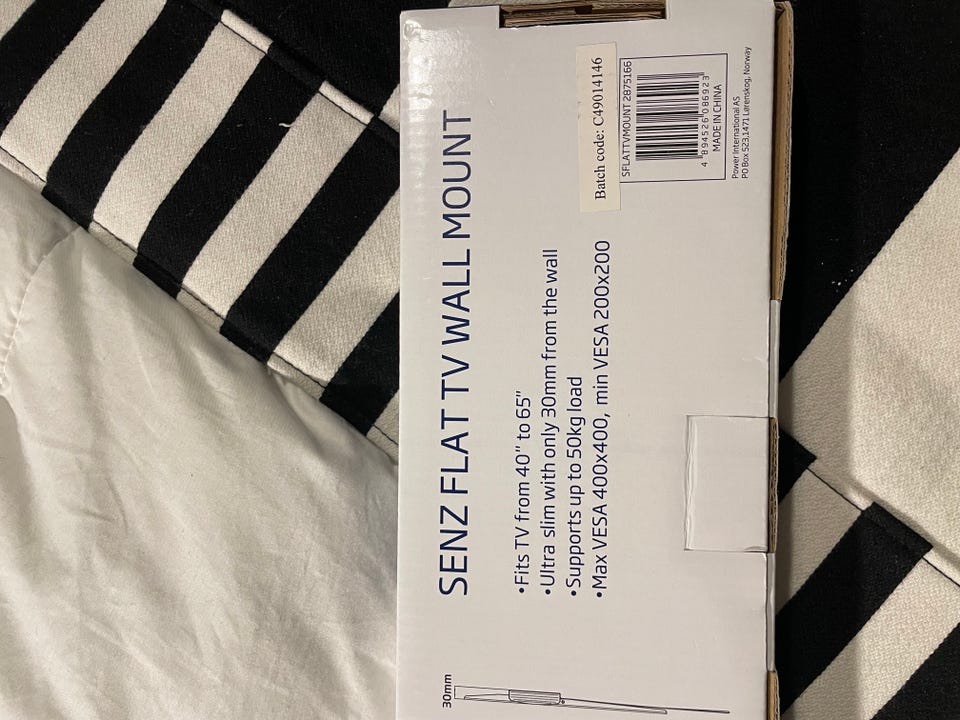 SENZ FLAT TV WALL MOUNT
•Fits TV from 40" to 65"
•Ultra slim with only 30mm from the wall
•Supports up to 50kg load
•Max VESA 400x400, min VESA 200x200
30mm
Batch code: C49014146
SFLATTVMOUNT 2875166
4 894526 086923
MADE IN CHINA
Power International AS
PO Box 523,1471 Lørenskog, Norway